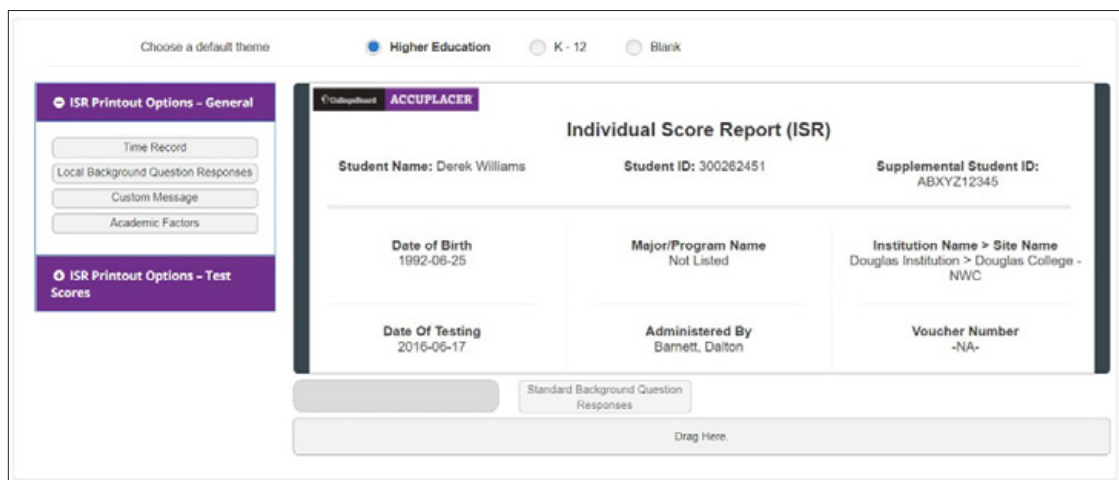 Choose a default theme
Higher Education
K - 12
Blank
ISR Printout Options – General
Time Record
Local Background Question Responses
Custom Message
Academic Factors
ISR Printout Options – Test
Scores
CollegeBoard ACCUPLACER
Individual Score Report (ISR)
Student Name: Derek Williams
Student ID: 300262451
Supplemental Student ID:
ABXYZ12345
Date of Birth
1992-06-25
Major/Program Name
Not Listed
Institution Name > Site Name
Douglas Institution > Douglas College -
NWC
Date Of Testing
2016-06-17
Administered By
Barnett, Dalton
Voucher Number
-NA-
Standard Background Question
Responses
Drag Here.